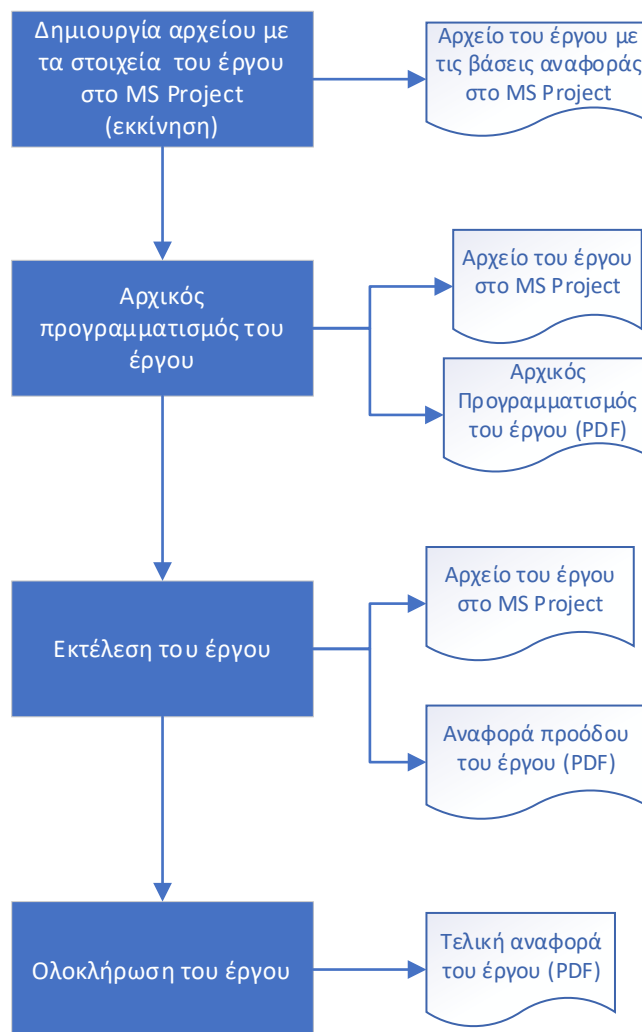 Δημιουργία αρχείου με
τα στοιχεία του έργου
στο MS Project
(εκκίνηση)
Αρχείο του έργου με
τις βάσεις αναφοράς
στο MS Project
Αρχικός
προγραμματισμός του
έργου
Αρχείο του έργου
στο MS Project
Αρχικός
Προγραμματισμός
του έργου (PDF)
Εκτέλεση του έργου
Αρχείο του έργου
στο MS Project
Αναφορά προόδου
του έργου (PDF)
Ολοκλήρωση του έργου
Τελική αναφορά
του έργου (PDF)